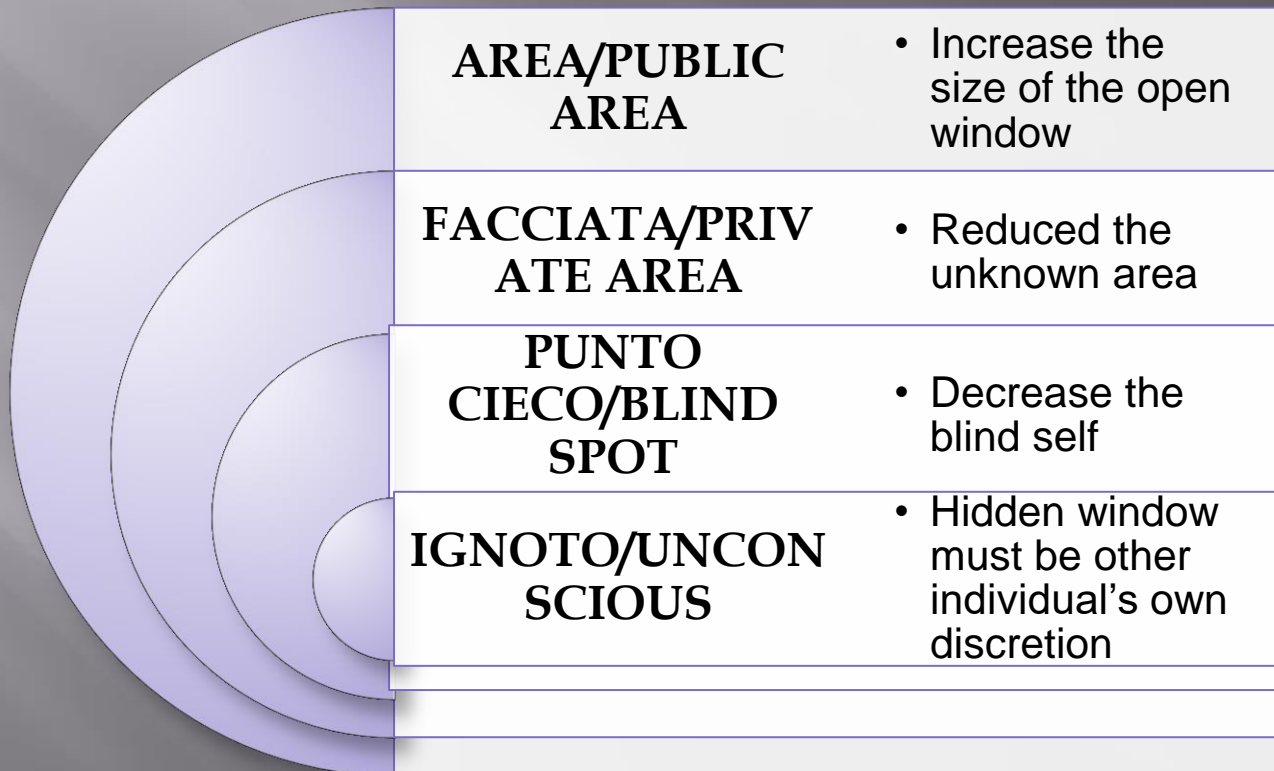 AREA/PUBLIC
AREA
• Increase the
size of the open
window
FACCIATA/PRIV
ATE AREA
• Reduced the
unknown area
PUNTO
CIECO/BLIND
SPOT
• Decrease the
blind self
IGNOTO/UNCON
SCIOUS
• Hidden window
must be other
individual’s own
discretion